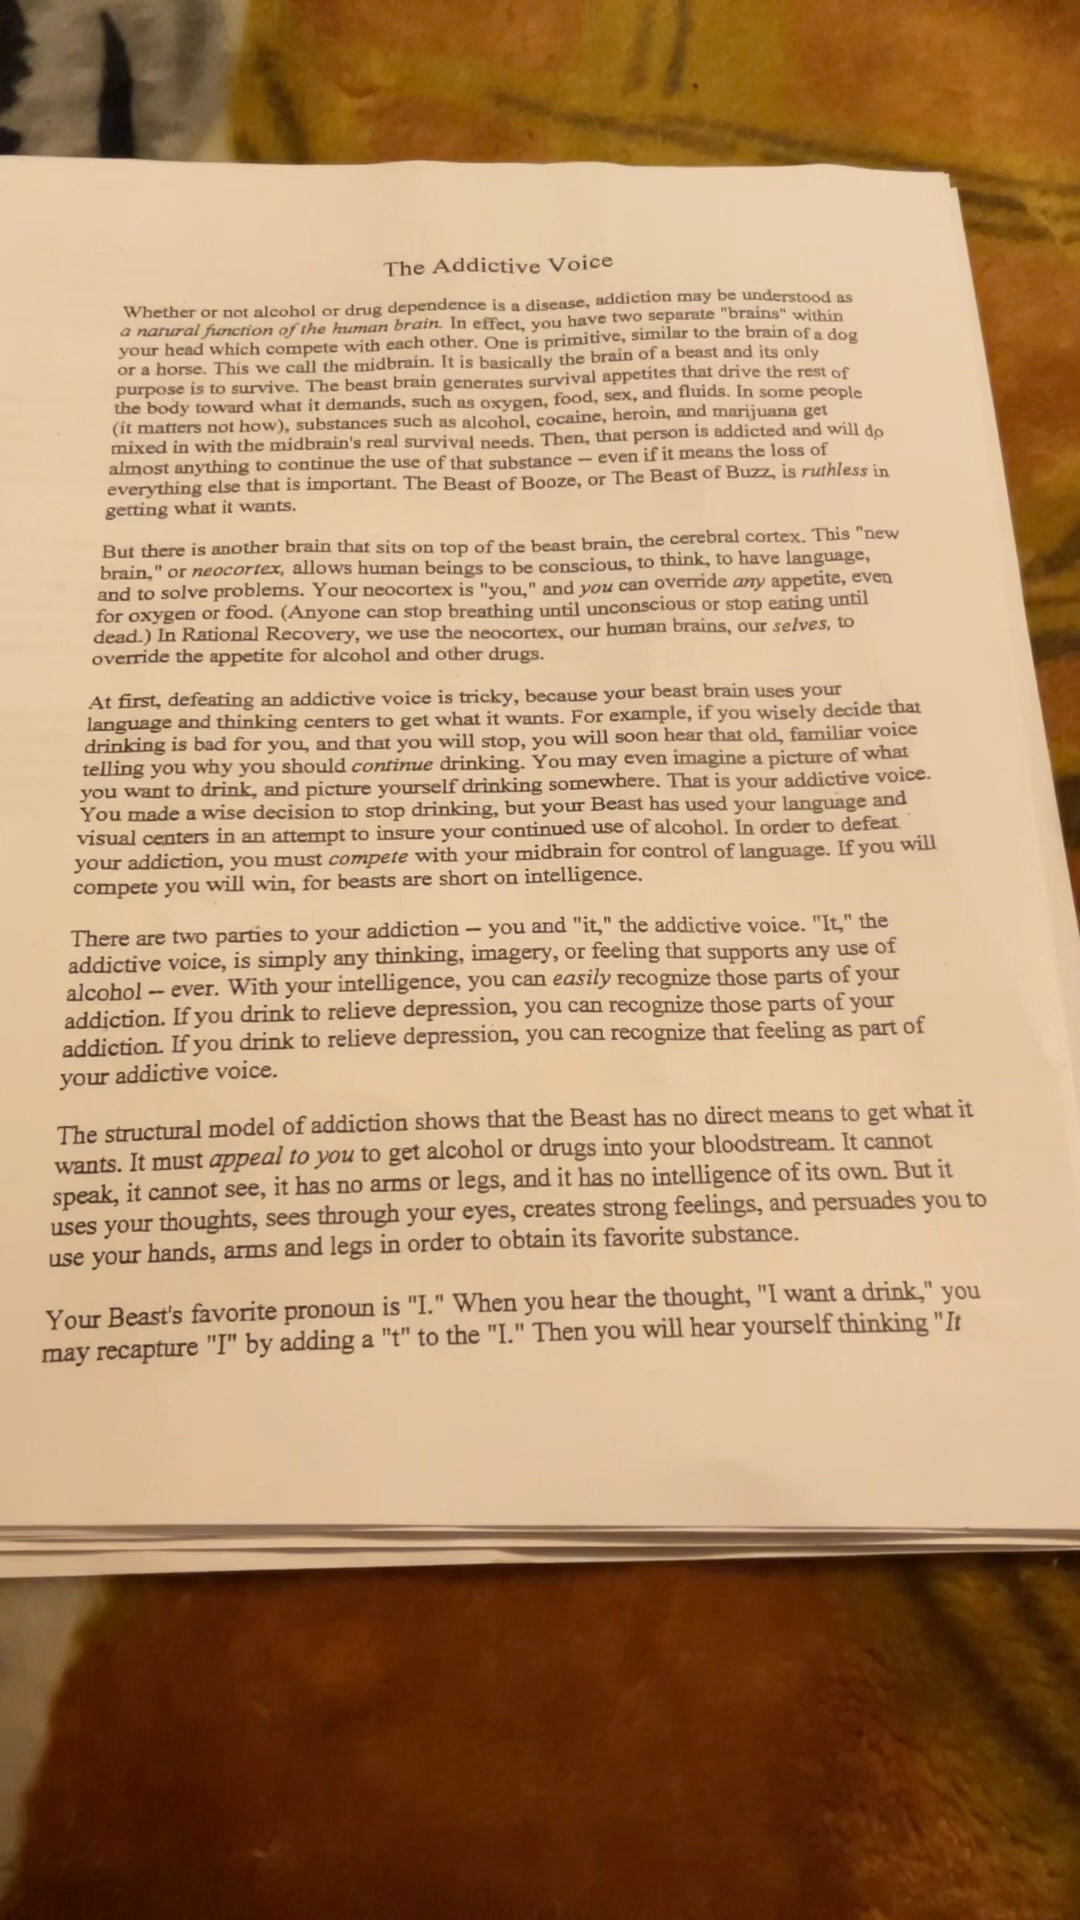 The Addictive Voice
Whether or not alcohol or drug dependence is a disease, addiction may be understood as
a natural function of the human brain. In effect, you have two separate "brains" within
your head which compete with each other. One is primitive, similar to the brain of a dog
or a horse. This we call the midbrain. It is basically the brain of a beast and its only
purpose is to survive. The beast brain generates survival appetites that drive the rest of
the body toward what it demands, such as oxygen, food, sex, and fluids. In some people
(it matters not how), substances such as alcohol, cocaine, heroin, and marijuana get
mixed in with the midbrain's real survival needs. Then, that person is addicted and will do
almost anything to continue the use of that substance -- even if it means the loss of
everything else that is important. The Beast of Booze, or The Beast of Buzz, is ruthless in
getting what it wants.
But there is another brain that sits on top of the beast brain, the cerebral cortex. This "new
brain," or neocortex, allows human beings to be conscious, to think, to have language,
and to solve problems. Your neocortex is "you," and you can override any appetite, even
for oxygen or food. (Anyone can stop breathing until unconscious or stop eating until
dead.) In Rational Recovery, we use the neocortex, our human brains, our selves, to
override the appetite for alcohol and other drugs.
At first, defeating an addictive voice is tricky, because your beast brain uses your
language and thinking centers to get what it wants. For example, if you wisely decide that
drinking is bad for you, and that you will stop, you will soon hear that old, familiar voice
telling you why you should continue drinking. You may even imagine a picture of what
you want to drink, and picture yourself drinking somewhere. That is your addictive voice.
You made a wise decision to stop drinking, but your Beast has used your language and
visual centers in an attempt to insure your continued use of alcohol. In order to defeat
your addiction, you must compete with your midbrain for control of language. If you will
compete you will win, for beasts are short on intelligence.
There are two parties to your addiction -- you and "it," the addictive voice. "It," the
addictive voice, is simply any thinking, imagery, or feeling that supports any use of
alcohol -- ever. With your intelligence, you can easily recognize those parts of your
addiction. If you drink to relieve depression, you can recognize those parts of your
addiction. If you drink to relieve depression, you can recognize that feeling as part of
your addictive voice.
The structural model of addiction shows that the Beast has no direct means to get what it
wants. It must appeal to you to get alcohol or drugs into your bloodstream. It cannot
speak, it cannot see, it has no arms or legs, and it has no intelligence of its own. But it
uses your thoughts, sees through your eyes, creates strong feelings, and persuades you to
use your hands, arms and legs in order to obtain its favorite substance.
Your Beast's favorite pronoun is "I." When you hear the thought, "I want a drink," you
may recapture "I" by adding a "t" to the "I." Then you will hear yourself thinking "It